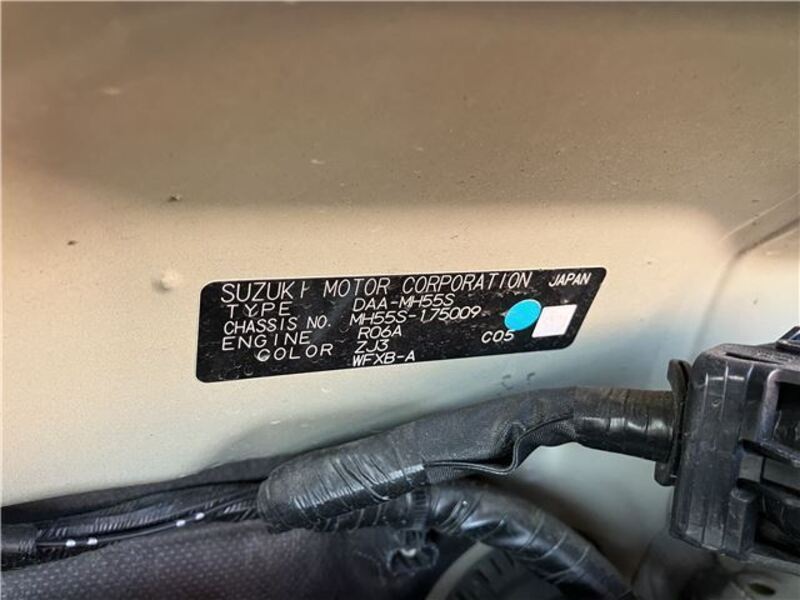 SUZUKI MOTOR CORPORATION JAPAN
TYPE DAA-MH55S
CHASSIS NO. MH55S-175009
ENGINE R06A C05
COLOR ZJ3
WFXB-A